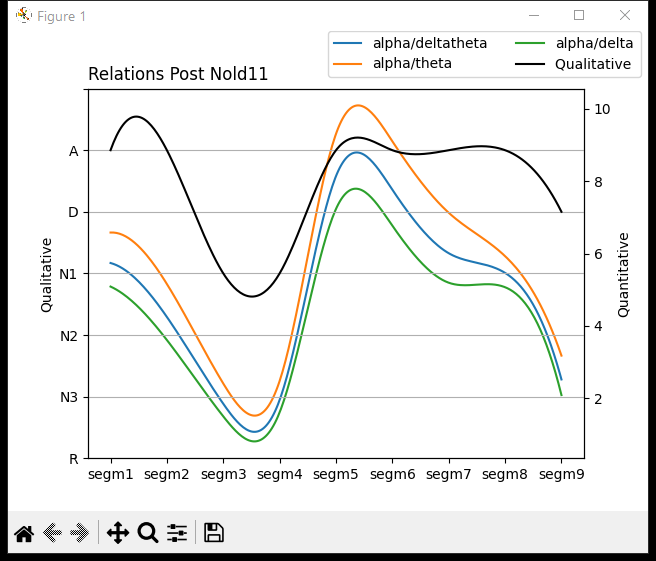 Figure 1
alpha/deltatheta
alpha/theta
alpha/delta
Qualitative
Relations Post Nold11
A
D
N1
N2
N3
R
Qualitative
10
8
6
4
2
Quantitative
segm1 segm2 segm3 segm4 segm5 segm6 segm7 segm8 segm9